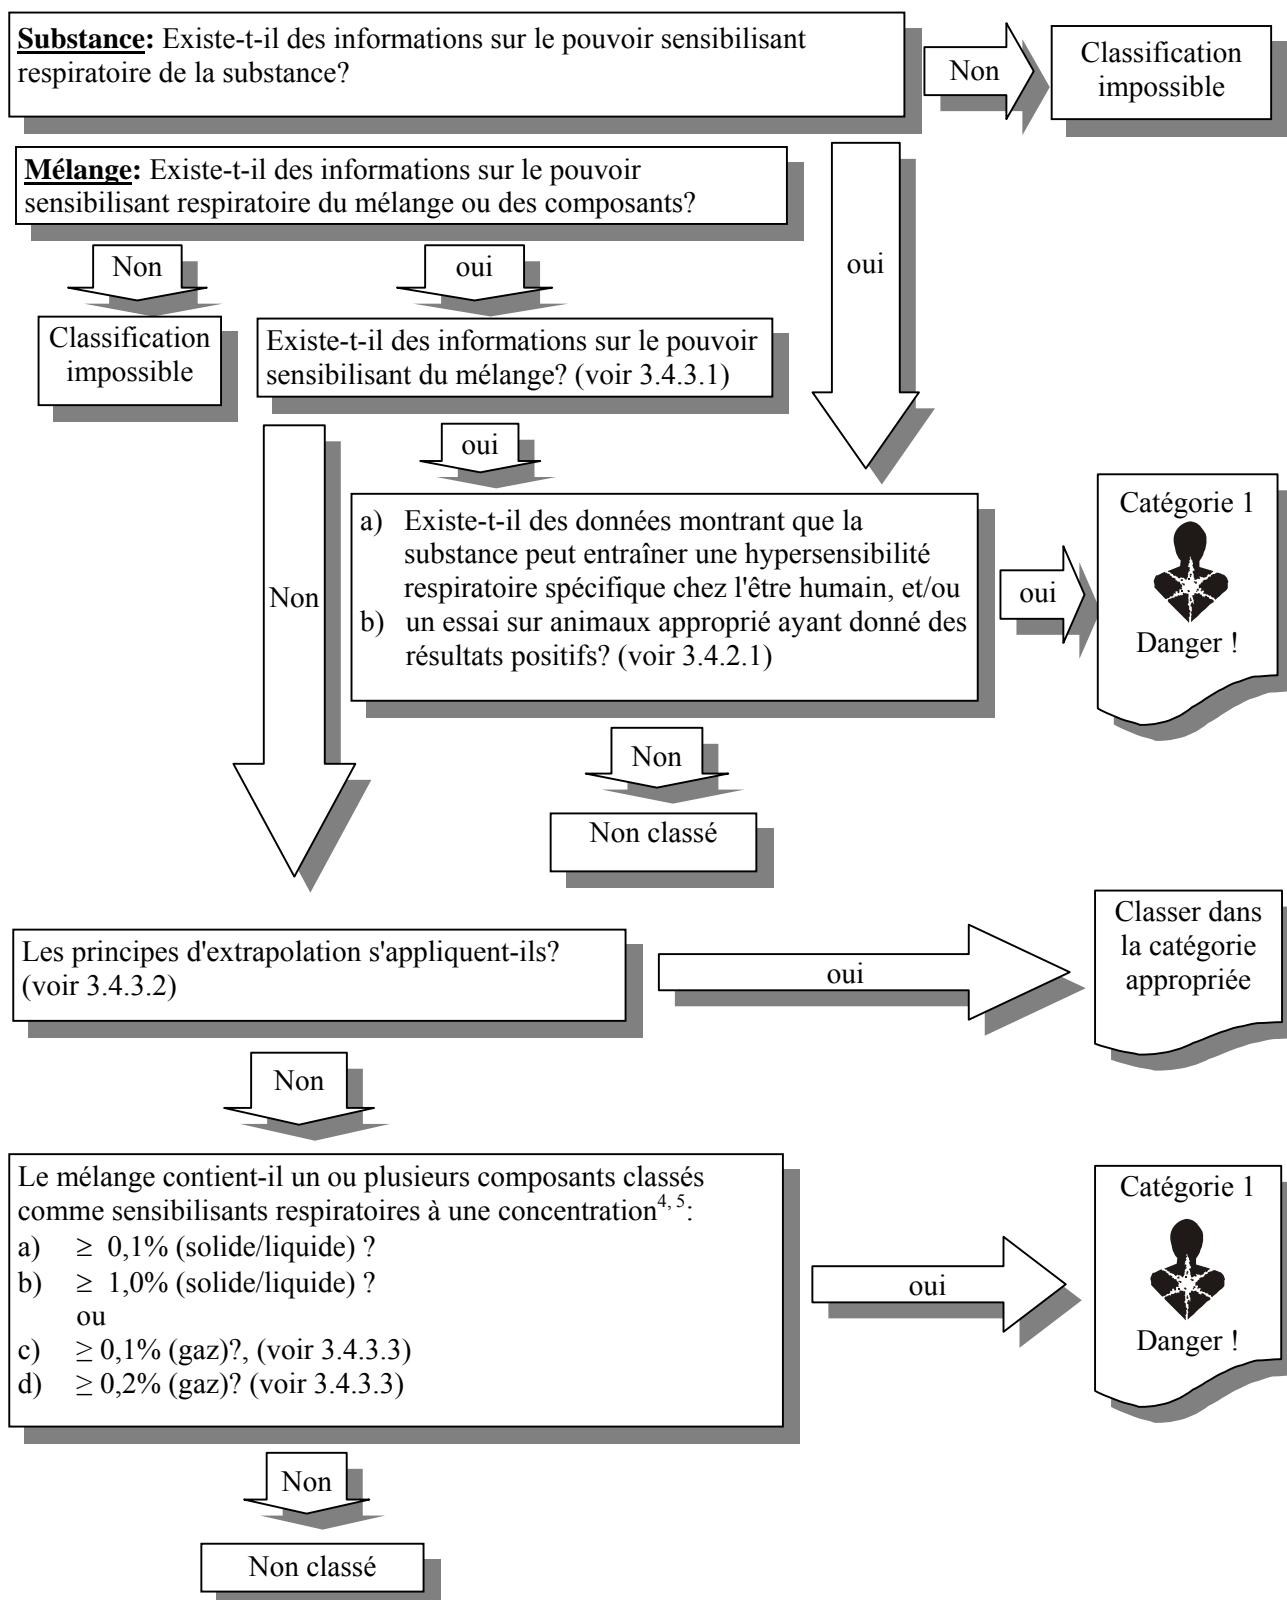 Substance: Existe-t-il des informations sur le pouvoir sensibilisant
respiratoire de la substance?
Non
Classification
impossible
Mélange: Existe-t-il des informations sur le pouvoir
sensibilisant respiratoire du mélange ou des composants?
Non
oui
oui
Classification
impossible
Existe-t-il des informations sur le pouvoir
sensibilisant du mélange? (voir 3.4.3.1)
oui
Non
a) Existe-t-il des données montrant que la
substance peut entraîner une hypersensibilité
respiratoire spécifique chez l'être humain, et/ou
b) un essai sur animaux approprié ayant donné des
résultats positifs? (voir 3.4.2.1)
oui
Catégorie 1
Danger !
Non
Non classé
Les principes d'extrapolation s'appliquent-ils?
(voir 3.4.3.2)
oui
Classer dans
la catégorie
appropriée
Non
Le mélange contient-il un ou plusieurs composants classés
comme sensibilisants respiratoires à une concentration4, 5:
a) ≥ 0,1% (solide/liquide) ?
b) ≥ 1,0% (solide/liquide) ?
ou
c) ≥ 0,1% (gaz)?, (voir 3.4.3.3)
d) ≥ 0,2% (gaz)? (voir 3.4.3.3)
oui
Catégorie 1
Danger !
Non
Non classé